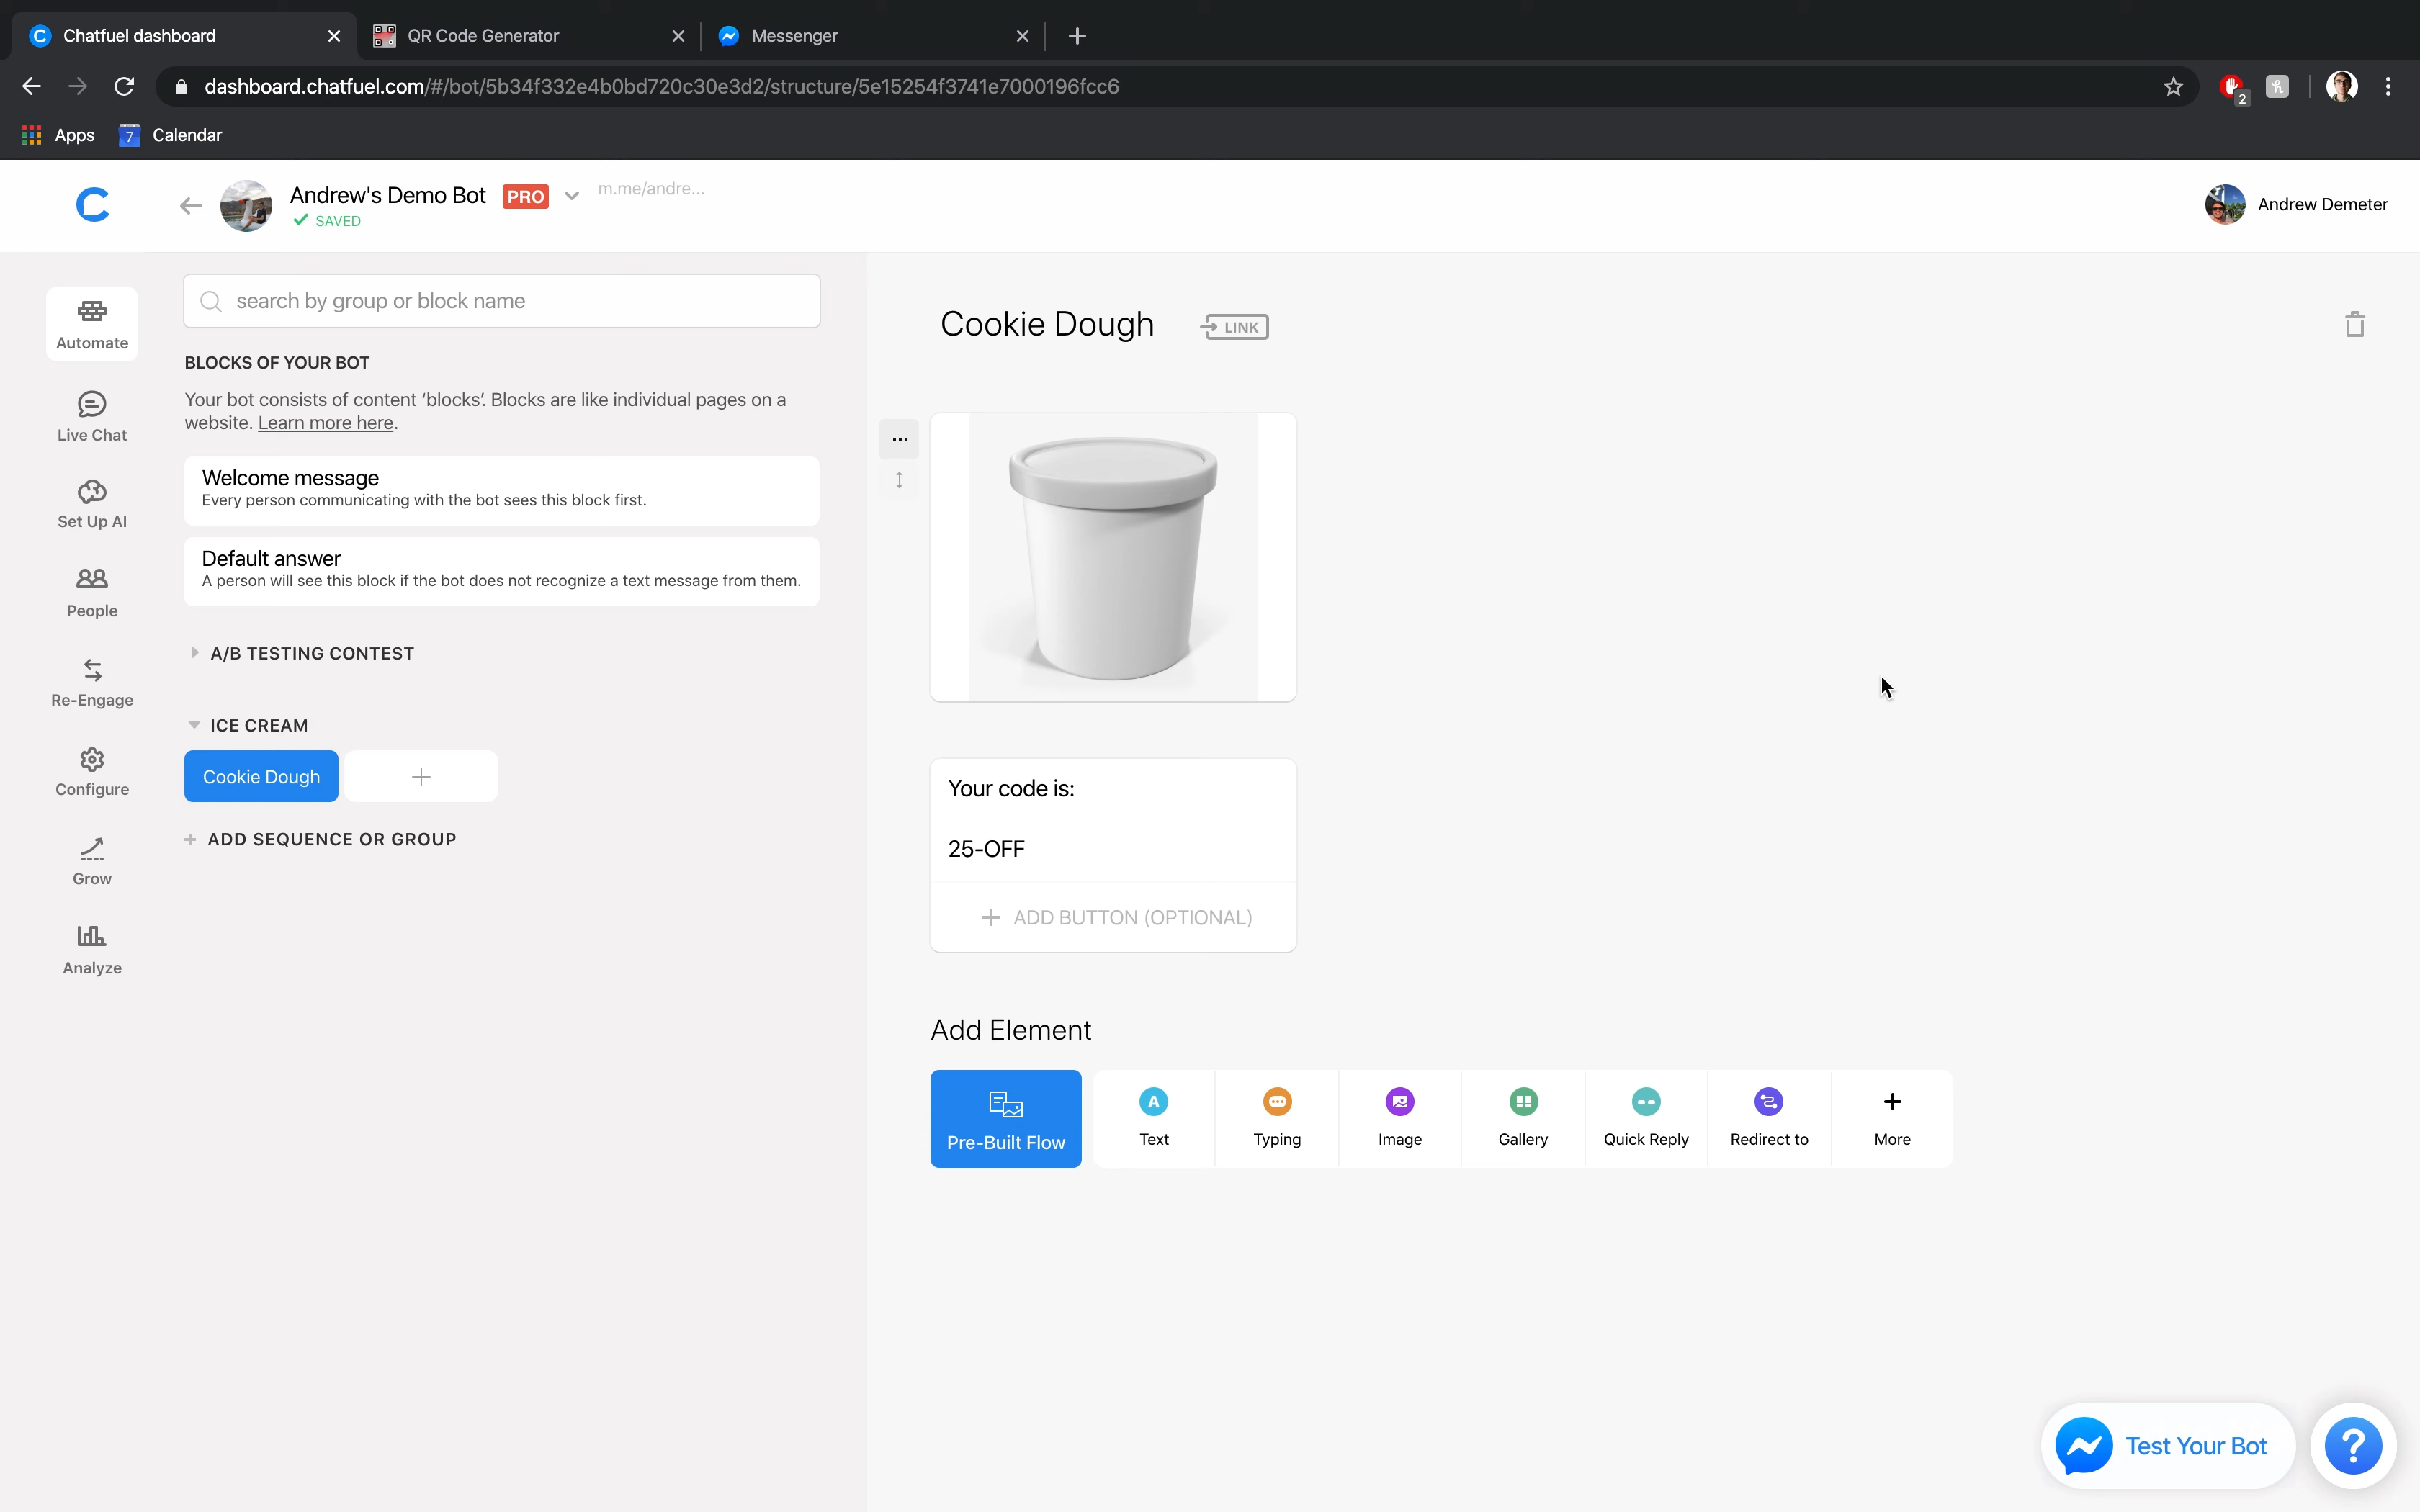 Chatfuel dashboard
QR Code Generator
Messenger
dashboard.chatfuel.com/#/bot/5b34f332e4b0bd720c30e3d2/structure/5e15254f3741e7000196fcc6
2
Apps
7
Calendar
Andrew's Demo Bot
PRO
m.me/andre...
SAVED
Andrew Demeter
Automate
Live Chat
Set Up AI
People
Re-Engage
Configure
Grow
Analyze
search by group or block name
BLOCKS OF YOUR BOT
Your bot consists of content ‘blocks’. Blocks are like individual pages on a
website. Learn more here.
Welcome message
Every person communicating with the bot sees this block first.
Default answer
A person will see this block if the bot does not recognize a text message from them.
A/B TESTING CONTEST
ICE CREAM
Cookie Dough
ADD SEQUENCE OR GROUP
Cookie Dough
LINK
Your code is:
25-OFF
ADD BUTTON (OPTIONAL)
Add Element
Pre-Built Flow
A
Text
Typing
Image
Gallery
Quick Reply
Redirect to
More
Test Your Bot
?